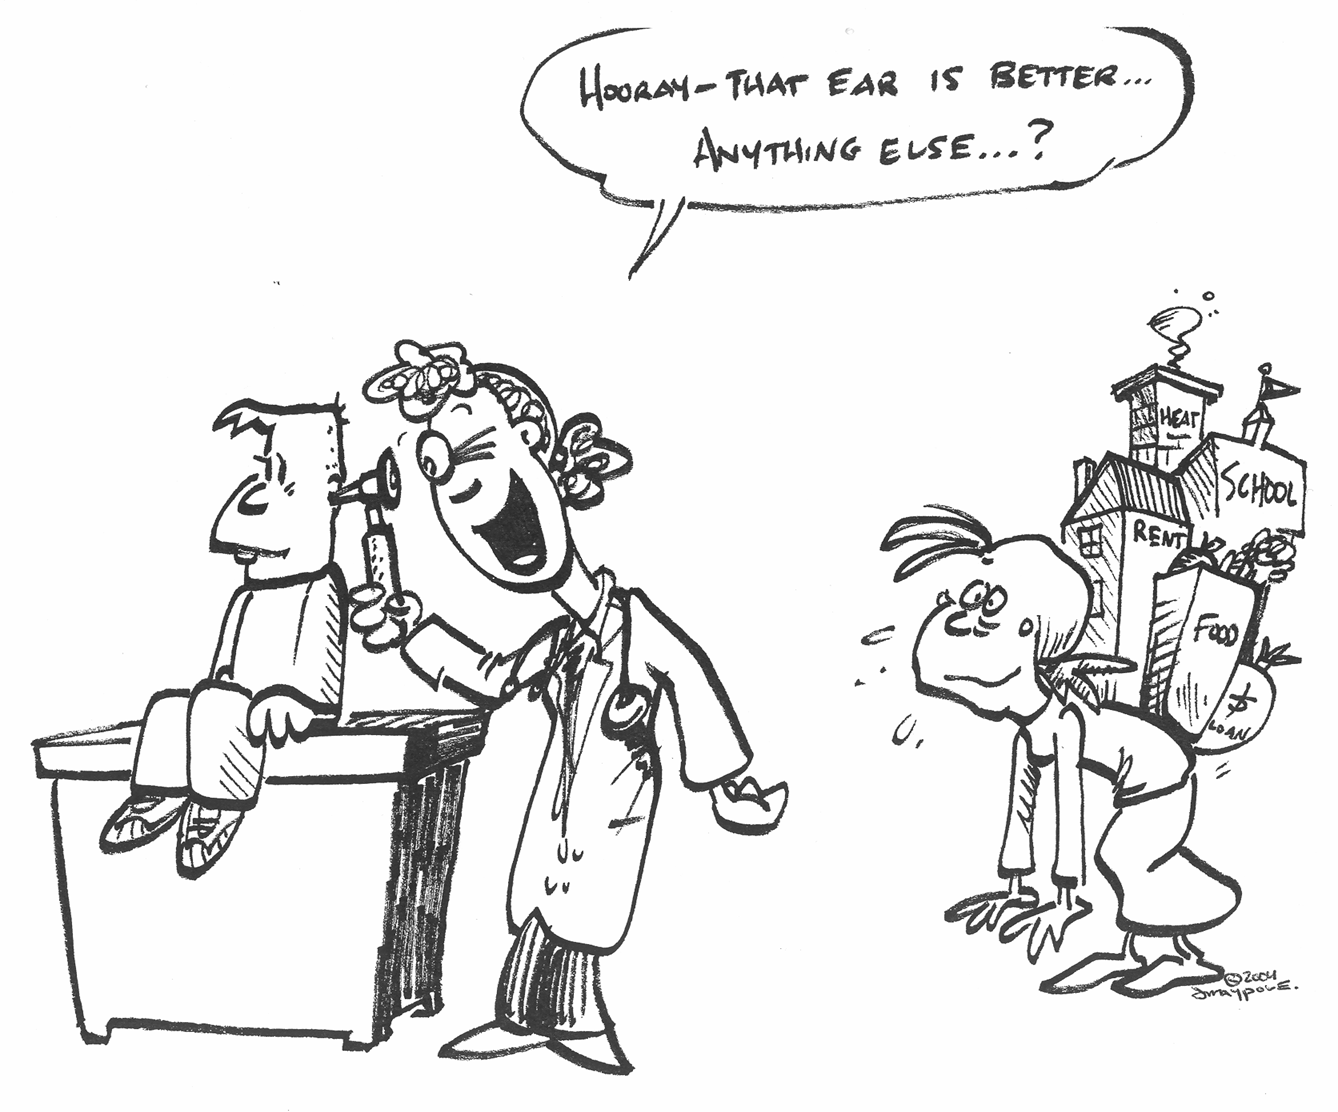 HOORAY - THAT EAR IS BETTER...
ANYTHING ELSE...?
HEAT
SCHOOL
RENT
FOOD
$
LOAN
©2004
JMAYPOLE.